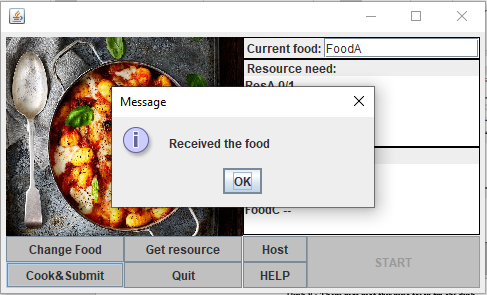 Current food: FoodA
Resource need:
ResA 0/1
Message
Received the food
OK
FoodC --
Change Food
Get resource
Host
START
Cook&Submit
Quit
HELP